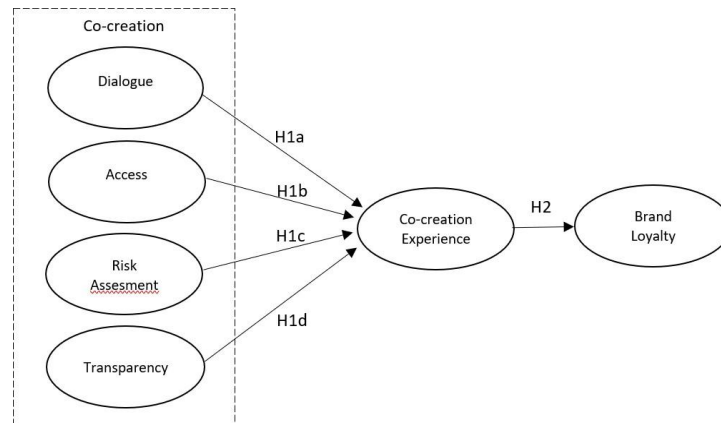 Co-creation
Dialogue
H1a
Access
H1b
Risk
Assesment
H1c
Transparency
H1d
Co-creation
Experience
H2
Brand
Loyalty